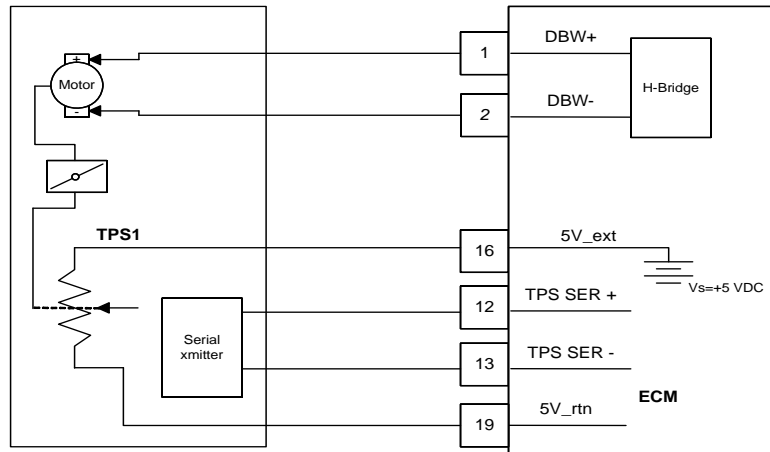 +
Motor
-
TPS1
Serial
xmitter
1
2
16
12
13
19
DBW+
DBW-
H-Bridge
5V_ext
Vs=+5 VDC
TPS SER +
TPS SER -
5V_rtn
ECM